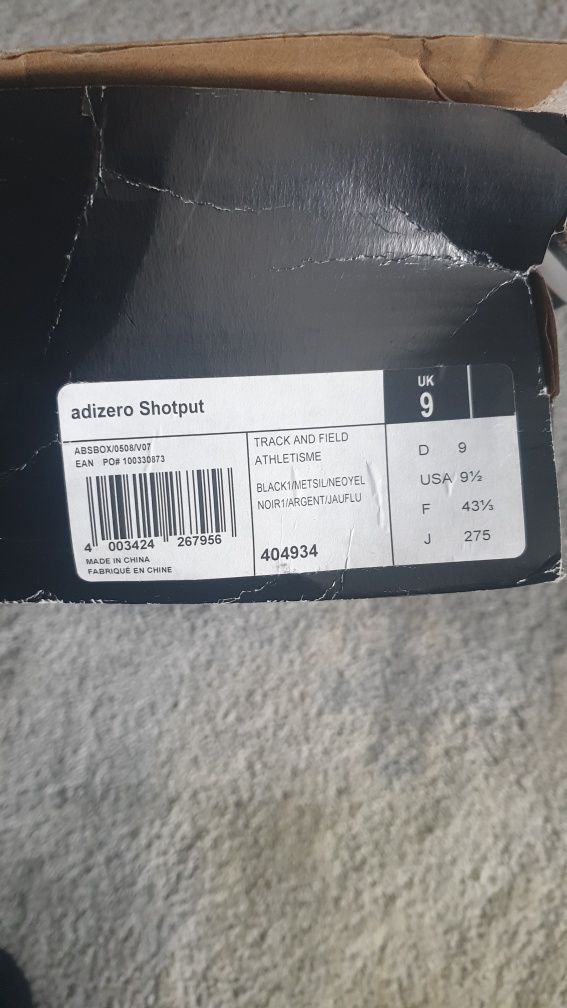 adizero Shotput
UK
9
ABSBOX/0508/V07
EAN PO# 100330873
4 003424 267956
MADE IN CHINA
FABRIQUÉ EN CHINE
TRACK AND FIELD
ATHLETISME
BLACK1/METSIL/NEOYEL
NOIR1/ARGENT/JAUFLU
404934
D 9
USA 9½
F 43⅓
J 275